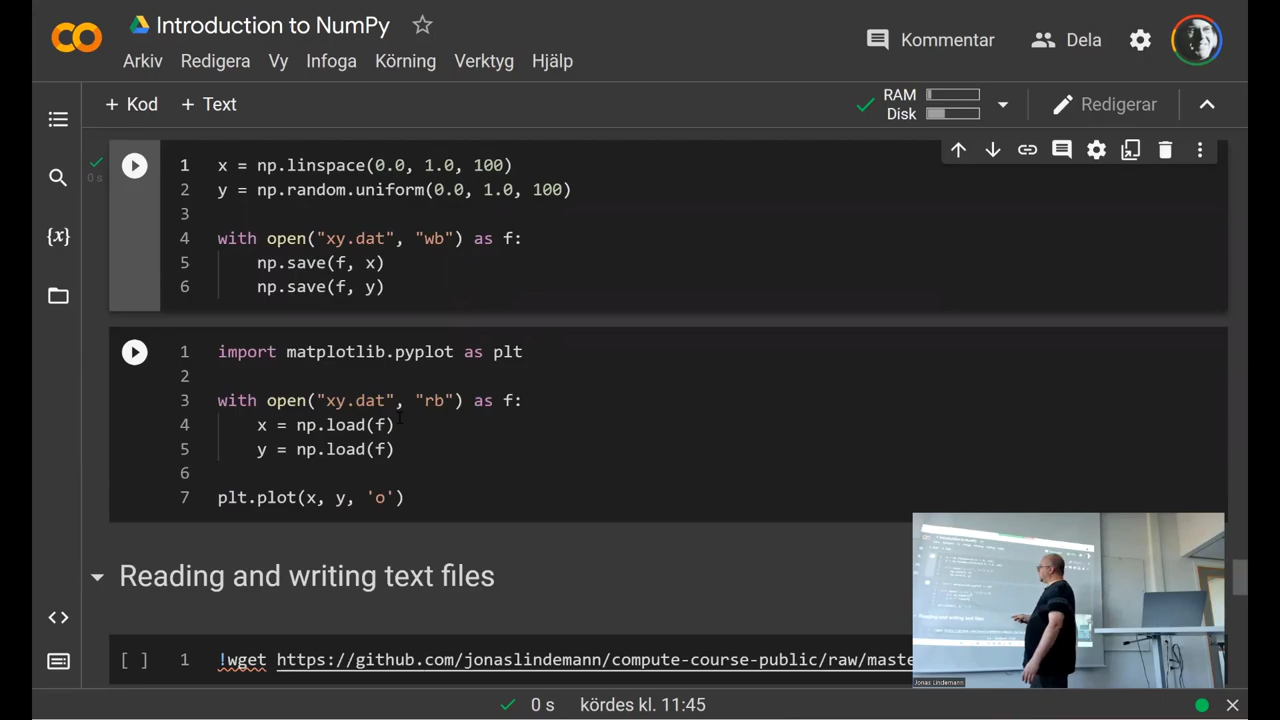 Introduction to NumPy
Arkiv Redigera Vy Infoga Körning Verktyg Hjälp
Kommentar
Dela
+ Kod + Text
RAM
Disk
Redigerar
0 s
1 x = np.linspace(0.0, 1.0, 100)
2 y = np.random.uniform(0.0, 1.0, 100)
3
4 with open("xy.dat", "wb") as f:
5 np.save(f, x)
6 np.save(f, y)
{x}
1 import matplotlib.pyplot as plt
2
3 with open("xy.dat", "rb") as f:
4 x = np.load(f)
5 y = np.load(f)
6
7 plt.plot(x, y, 'o')
Reading and writing text files
[ ] 1 !wget https://github.com/jonaslindemann/compute-course-public/raw/maste
Jonas Lindemann
0 s kördes kl. 11:45